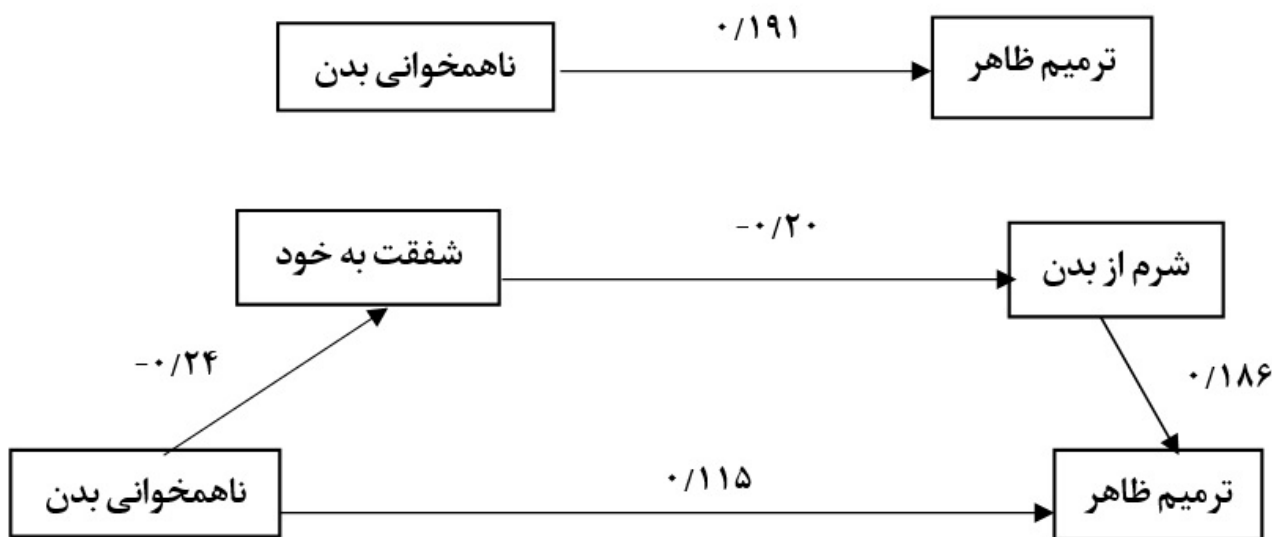 ۰/۱۹۱
ناهمخوانی بدن
ترمیم ظاهر
شفقت به خود
-۰/۲۰
شرم از بدن
-۰/۲۴
۰/۱۸۶
ناهمخوانی بدن
۰/۱۱۵
ترمیم ظاهر